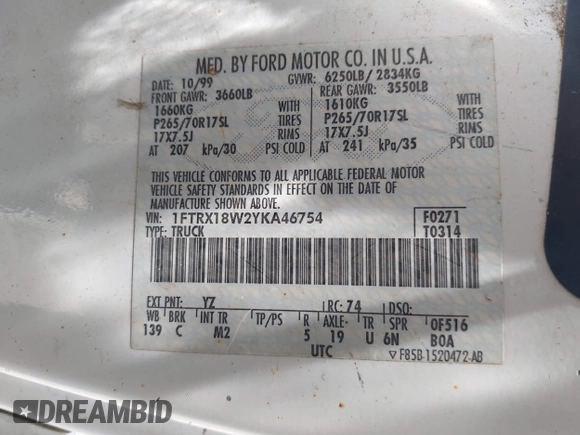 MFD. BY FORD MOTOR CO. IN U.S.A.
DATE: 10/99 GVWR: 6250LB/ 2834KG
FRONT GAWR: 3660LB REAR GAWR: 3550LB
1660KG WITH 1610KG WITH
P265/70R17SL TIRES P265/70R17SL TIRES
17X7.5J RIMS 17X7.5J RIMS
AT 207 kPa/30 PSI COLD AT 241 kPa/35 PSI COLD
THIS VEHICLE CONFORMS TO ALL APPLICABLE FEDERAL MOTOR
VEHICLE SAFETY STANDARDS IN EFFECT ON THE DATE OF
MANUFACTURE SHOWN ABOVE.
VIN: 1FTRX18W2YKA46754 F0271
TYPE: TRUCK T0314
EXT PNT: YZ RC: 74 DSO:
WB BRK INT TR TP/PS R AXLE TR SPR OF516
139 C M2 5 19 U 6N BOA
UTC ▽ F85B-1520472-AB
DREAMBID